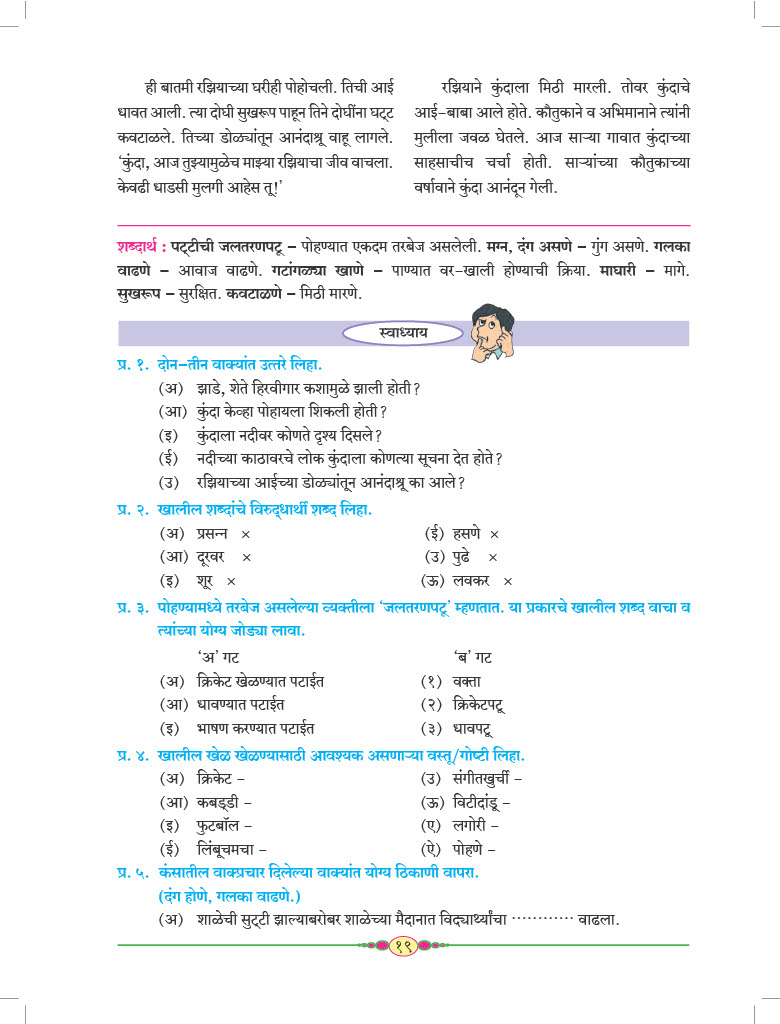 ही बातमी रझियाच्या घरीही पोहोचली. तिची आई
धावत आली. त्या दोघी सुखरूप पाहून तिने दोघींना घट्ट
कवटाळले. तिच्या डोळ्यांतून आनंदाश्रू वाहू लागले.
‘कुंदा, आज तुझ्यामुळेच माझ्या रझियाचा जीव वाचला.
केवढी धाडसी मुलगी आहेस तू!’
रझियाने कुंदाला मिठी मारली. तोवर कुंदाचे
आई-बाबा आले होते. कौतुकाने व अभिमानाने त्यांनी
मुलीला जवळ घेतले. आज साऱ्या गावात कुंदाच्या
साहसाचीच चर्चा होती. साऱ्यांच्या कौतुकाच्या
वर्षावाने कुंदा आनंदून गेली.
शब्दार्थ : पट्टीची जलतरणपटू – पोहण्यात एकदम तरबेज असलेली. मग्न, दंग असणे – गुंग असणे. गलका
वाढणे – आवाज वाढणे. गटांगळ्या खाणे – पाण्यात वर-खाली होण्याची क्रिया. माघारी – मागे.
सुखरूप – सुरक्षित. कवटाळणे – मिठी मारणे.
स्वाध्याय
प्र. १. दोन-तीन वाक्यांत उत्तरे लिहा.
(अ) झाडे, शेते हिरवीगार कशामुळे झाली होती?
(आ) कुंदा केव्हा पोहायला शिकली होती?
(इ) कुंदाला नदीवर कोणते दृश्य दिसले?
(ई) नदीच्या काठावरचे लोक कुंदाला कोणत्या सूचना देत होते?
(उ) रझियाच्या आईच्या डोळ्यांतून आनंदाश्रू का आले?
प्र. २. खालील शब्दांचे विरुद्धार्थी शब्द लिहा.
(अ) प्रसन्न × (ई) हसणे ×
(आ) दूरवर × (उ) पुढे ×
(इ) शूर × (ऊ) लवकर ×
प्र. ३. पोहण्यामध्ये तरबेज असलेल्या व्यक्तीला ‘जलतरणपटू’ म्हणतात. या प्रकारचे खालील शब्द वाचा व
त्यांच्या योग्य जोड्या लावा.
‘अ’ गट ‘ब’ गट
(अ) क्रिकेट खेळण्यात पटाईत (१) वक्ता
(आ) धावण्यात पटाईत (२) क्रिकेटपटू
(इ) भाषण करण्यात पटाईत (३) धावपटू
प्र. ४. खालील खेळ खेळण्यासाठी आवश्यक असणाऱ्या वस्तू/गोष्टी लिहा.
(अ) क्रिकेट – (उ) संगीतखुर्ची –
(आ) कबड्डी – (ऊ) विटीदांडू –
(इ) फुटबॉल – (ए) लगोरी –
(ई) लिंबूचमचा – (ऐ) पोहणे –
प्र. ५. कंसातील वाक्प्रचार दिलेल्या वाक्यांत योग्य ठिकाणी वापरा.
(दंग होणे, गलका वाढणे.)
(अ) शाळेची सुट्टी झाल्याबरोबर शाळेच्या मैदानात विद्यार्थ्यांचा ············ वाढला.
१९